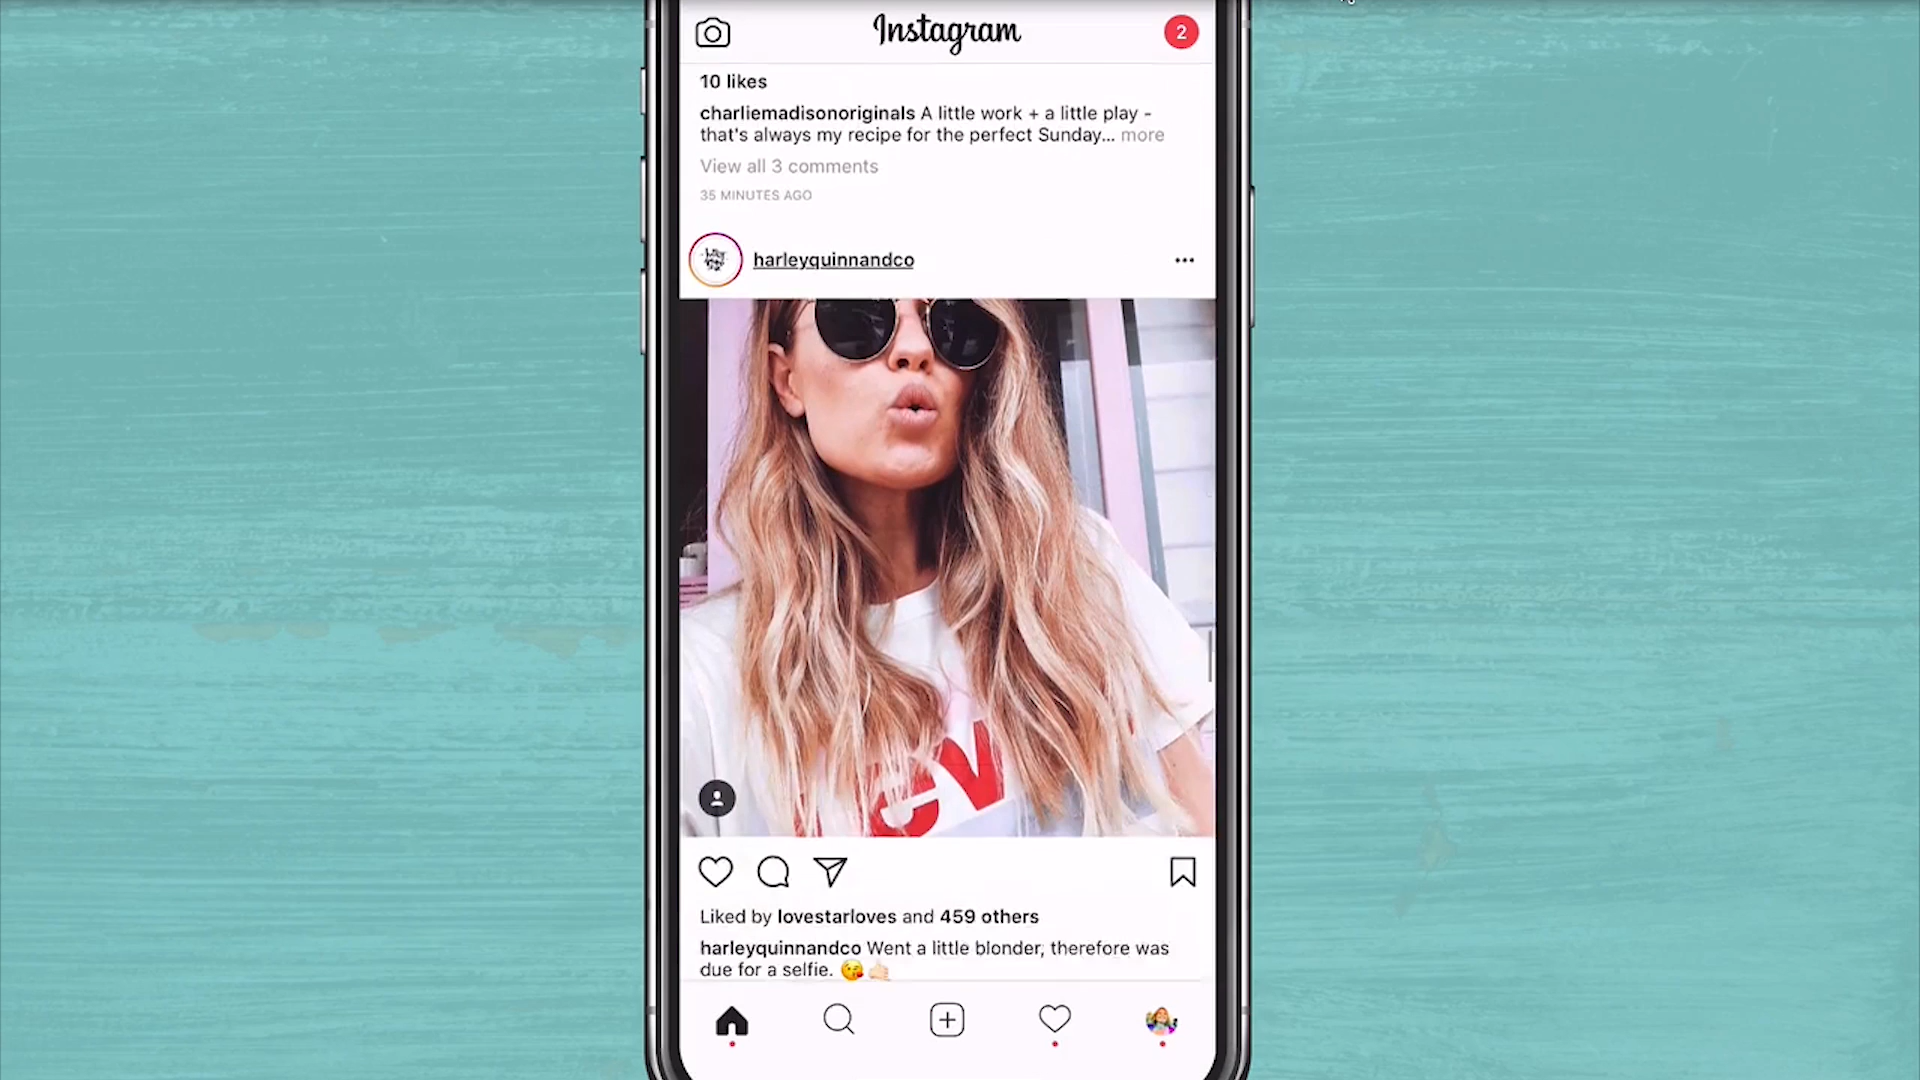 Instagram
2
10 likes
charliemadisonoriginals A little work + a little play -
that's always my recipe for the perfect Sunday... more
View all 3 comments
35 MINUTES AGO
harleyquinnandco
Liked by lovestarloves and 459 others
harleyquinnandco Went a little blonder, therefore was
due for a selfie. 😘🤙🏻